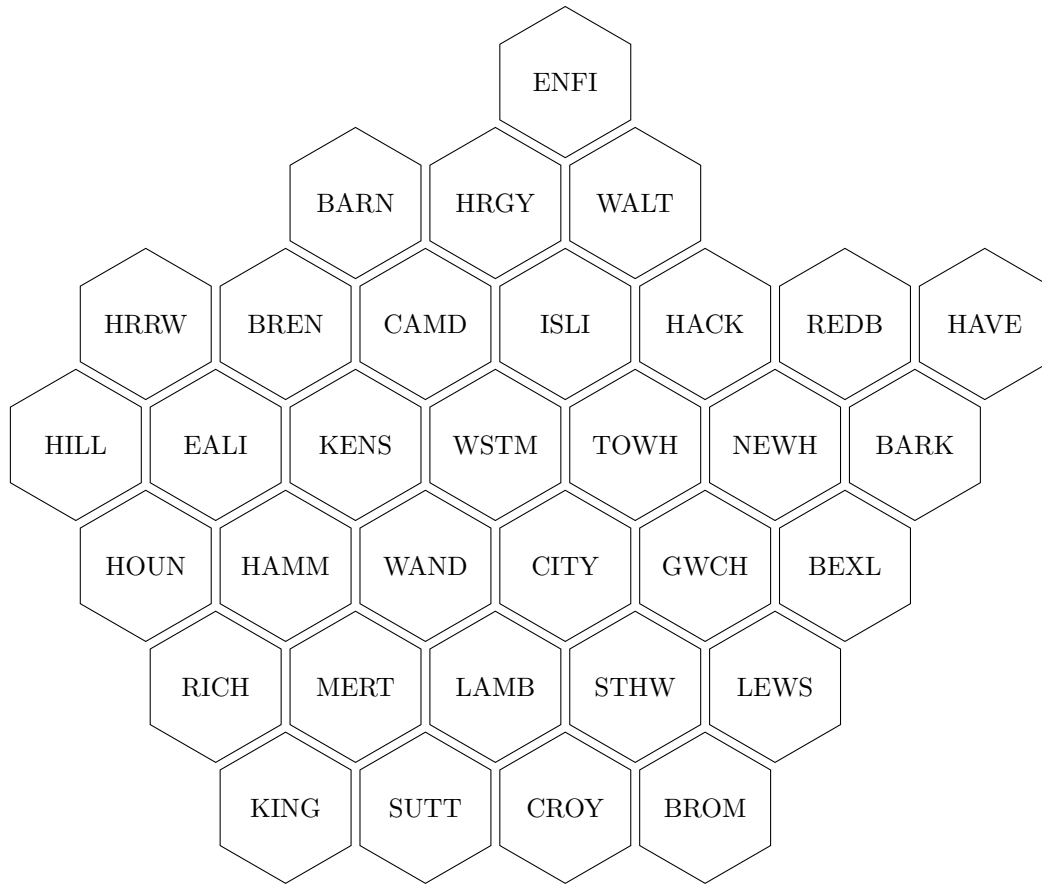 ENFI
BARN HRGY WALT
HRRW BREN CAMD ISLI HACK REDB HAVE
HILL EALI KENS WSTM TOWH NEWH BARK
HOUN HAMM WAND CITY GWCH BEXL
RICH MERT LAMB STHW LEWS
KING SUTT CROY BROM